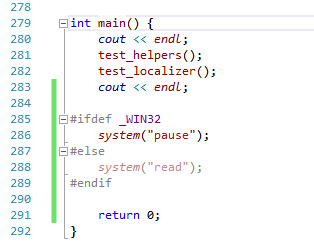 278
279 int main() {
280 cout << endl;
281 test_helpers();
282 test_localizer();
283 cout << endl;
284
285 #ifdef _WIN32
286 system("pause");
287 #else
288 system("read");
289 #endif
290
291 return 0;
292 }